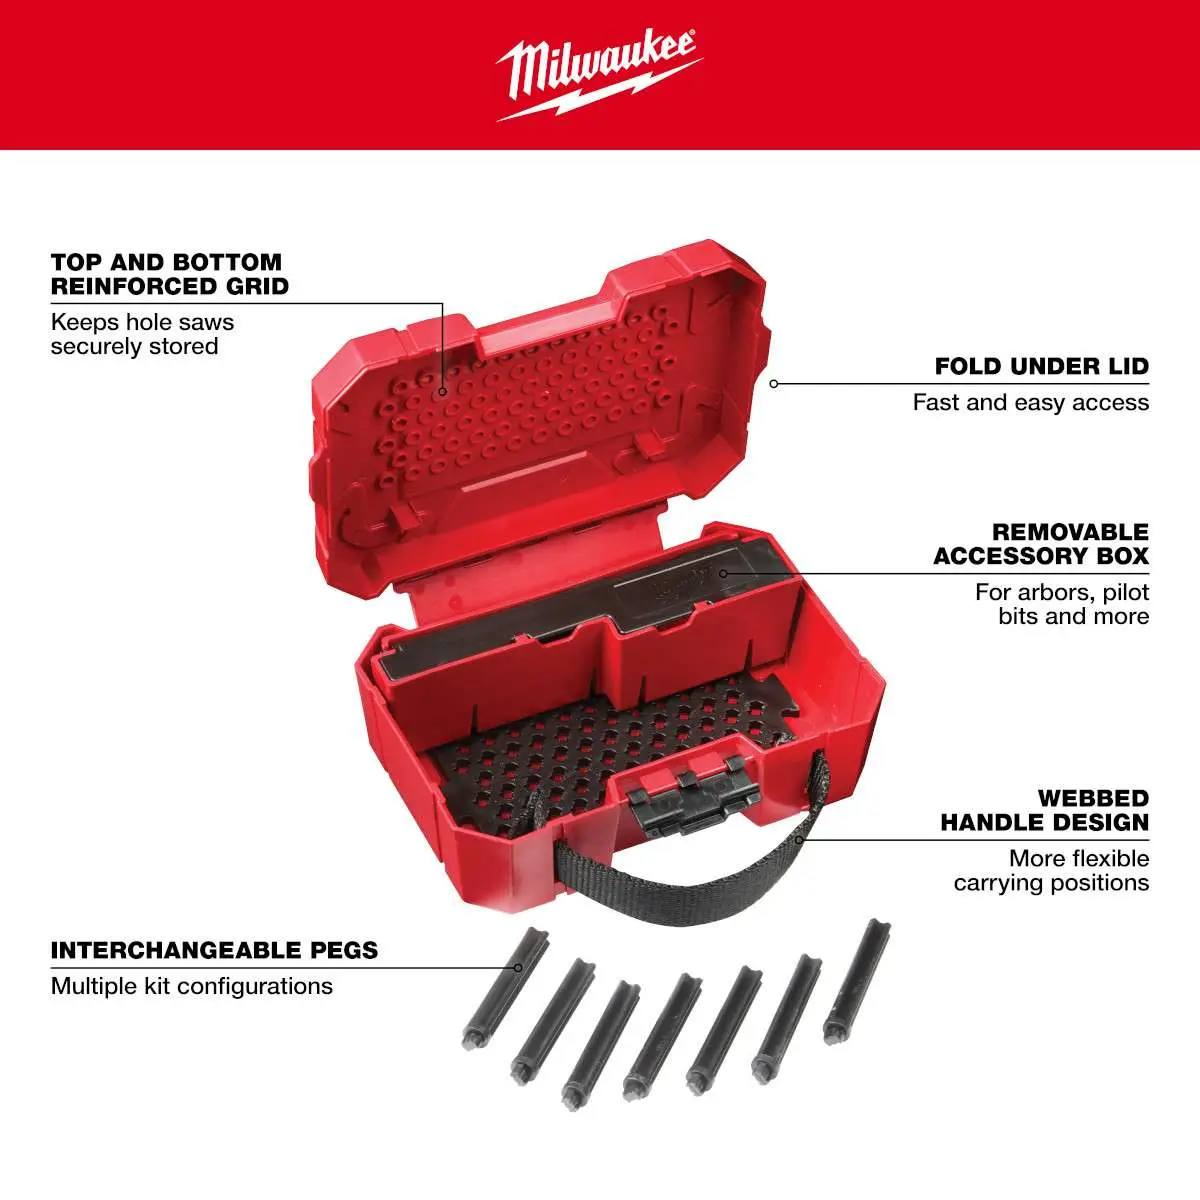 Milwaukee
TOP AND BOTTOM
REINFORCED GRID
Keeps hole saws
securely stored
FOLD UNDER LID
Fast and easy access
REMOVABLE
ACCESSORY BOX
For arbors, pilot
bits and more
WEBBED
HANDLE DESIGN
More flexible
carrying positions
INTERCHANGEABLE PEGS
Multiple kit configurations